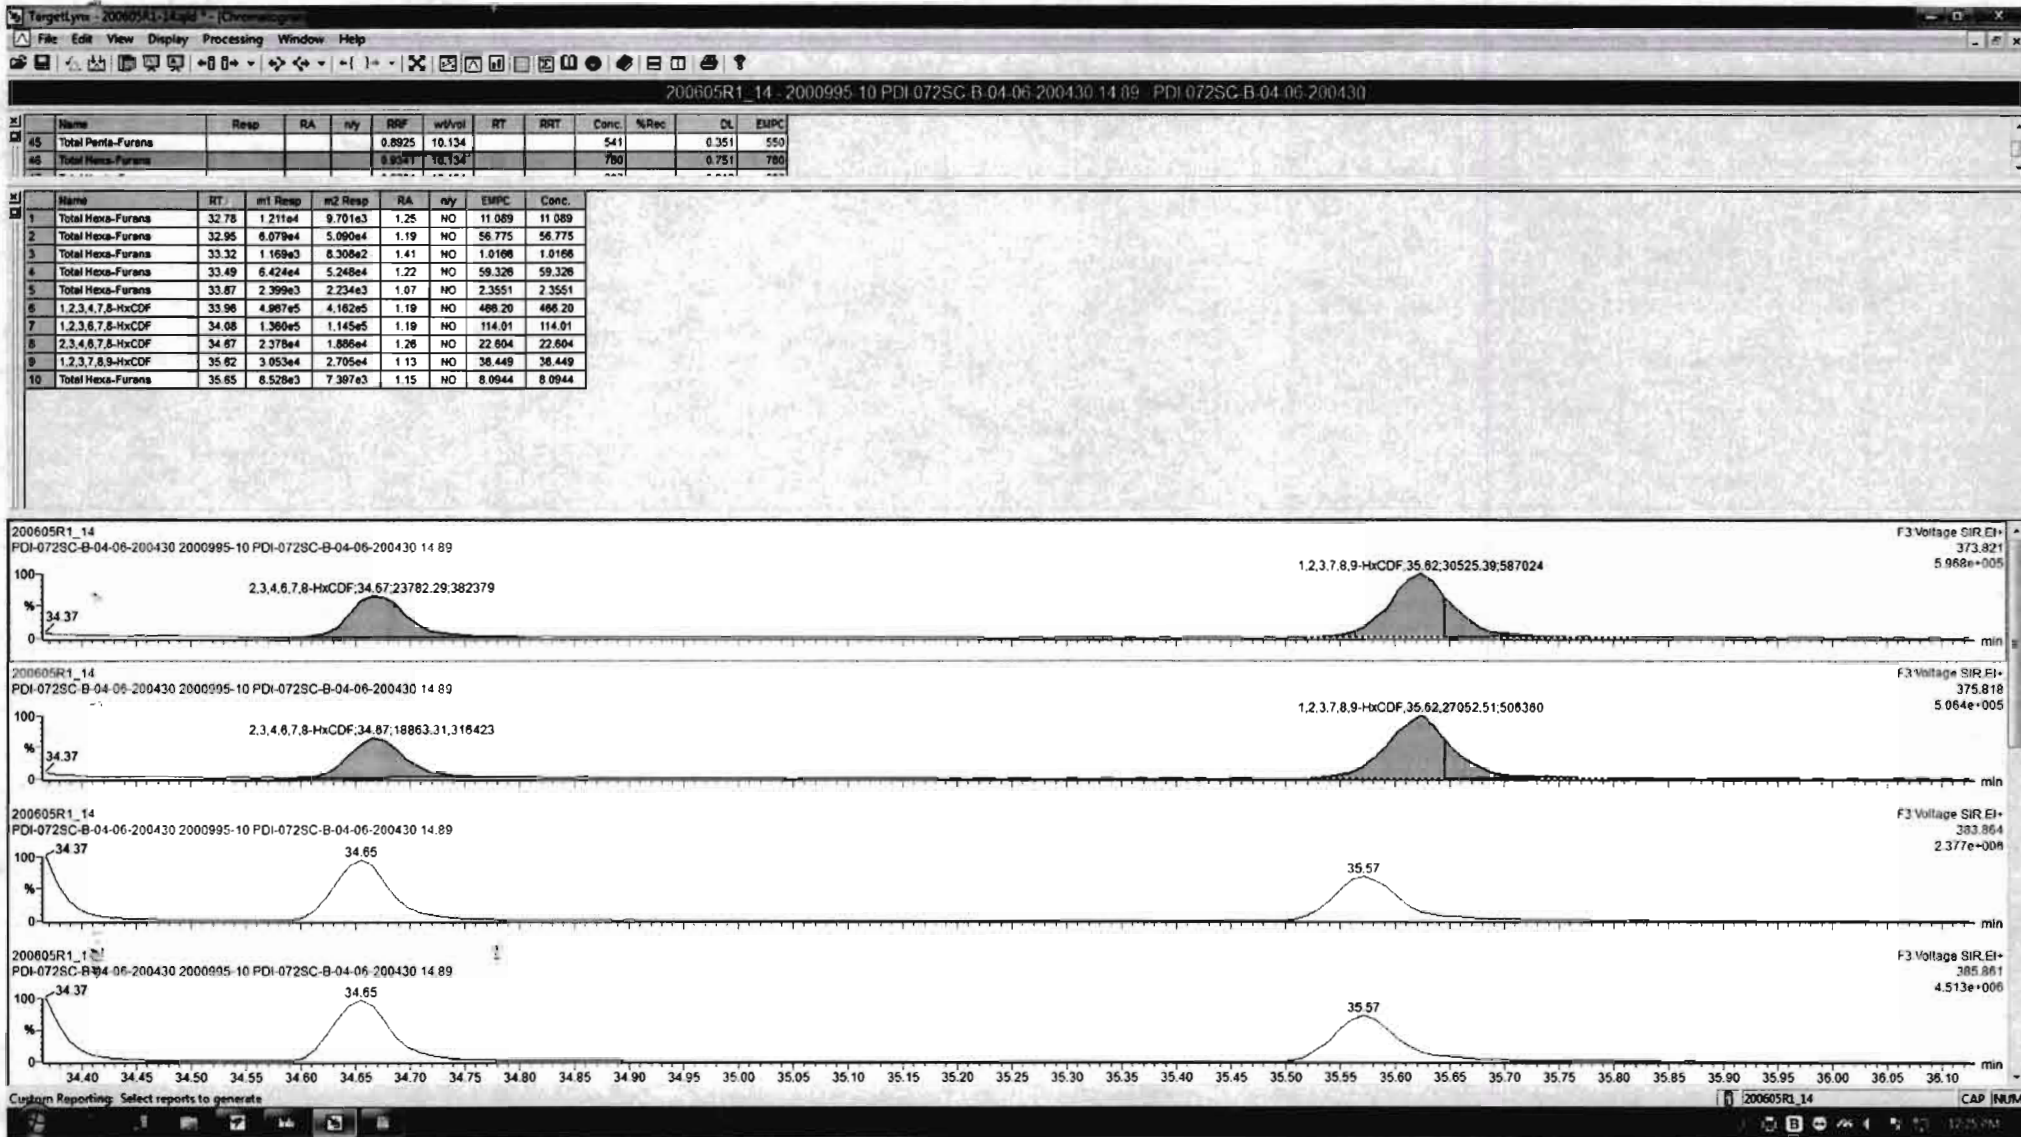 TargetLynx - 200605R1-14.qld * - [Chromatogram]
File Edit View Display Processing Window Help
200605R1_14 - 2000995-10 PDI-072SC-B-04-06-200430 14.89 - PDI-072SC-B-04-06-200430
Name Resp RA n/y RRF wt/vol RT RRT Conc. %Rec DL EMPC
45 Total Penta-Furans 0.8925 10.134 541 0.351 550
46 Total Hexa-Furans 10.134 780 0.751 780
Name RT m1 Resp m2 Resp RA n/y EMPC Conc.
1 Total Hexa-Furans 32.78 1.211e4 9.701e3 1.25 NO 11.089 11.089
2 Total Hexa-Furans 32.95 6.079e4 5.090e4 1.19 NO 56.775 56.775
3 Total Hexa-Furans 33.32 1.169e3 8.308e2 1.41 NO 1.0166 1.0166
4 Total Hexa-Furans 33.49 6.424e4 5.248e4 1.22 NO 59.326 59.326
5 Total Hexa-Furans 33.87 2.399e3 2.234e3 1.07 NO 2.3551 2.3551
6 1,2,3,4,7,8-HxCDF 33.96 4.967e5 4.162e5 1.19 NO 466.20 466.20
7 1,2,3,6,7,8-HxCDF 34.08 1.360e5 1.145e5 1.19 NO 114.01 114.01
8 2,3,4,6,7,8-HxCDF 34.67 2.378e4 1.886e4 1.26 NO 22.604 22.604
9 1,2,3,7,8,9-HxCDF 35.62 3.053e4 2.705e4 1.13 NO 38.449 38.449
10 Total Hexa-Furans 35.65 8.528e3 7.397e3 1.15 NO 8.0944 8.0944
200605R1_14 F3:Voltage SIR,EI+
PDI-072SC-B-04-06-200430 2000995-10 PDI-072SC-B-04-06-200430 14.89 373.821
5.968e+005
100 2,3,4,6,7,8-HxCDF;34.67;23782.29;382379 1,2,3,7,8,9-HxCDF;35.62;30525.39;587024
%
34.37
0 min
200605R1_14 F3:Voltage SIR,EI+
PDI-072SC-B-04-06-200430 2000995-10 PDI-072SC-B-04-06-200430 14.89 375.818
5.064e+005
100 2,3,4,6,7,8-HxCDF;34.67;18863.31;316423 1,2,3,7,8,9-HxCDF;35.62;27052.51;506360
%
34.37
0 min
200605R1_14 F3:Voltage SIR,EI+
PDI-072SC-B-04-06-200430 2000995-10 PDI-072SC-B-04-06-200430 14.89 383.864
2.377e+006
100 34.37 34.65 35.57
%
0 min
200605R1_14 F3:Voltage SIR,EI+
PDI-072SC-B-04-06-200430 2000995-10 PDI-072SC-B-04-06-200430 14.89 385.861
4.513e+006
100 34.37 34.65 35.57
%
0 min
34.40 34.45 34.50 34.55 34.60 34.65 34.70 34.75 34.80 34.85 34.90 34.95 35.00 35.05 35.10 35.15 35.20 35.25 35.30 35.35 35.40 35.45 35.50 35.55 35.60 35.65 35.70 35.75 35.80 35.85 35.90 35.95 36.00 36.05 36.10
Custom Reporting: Select reports to generate 200605R1_14 CAP NUM
12:25 PM